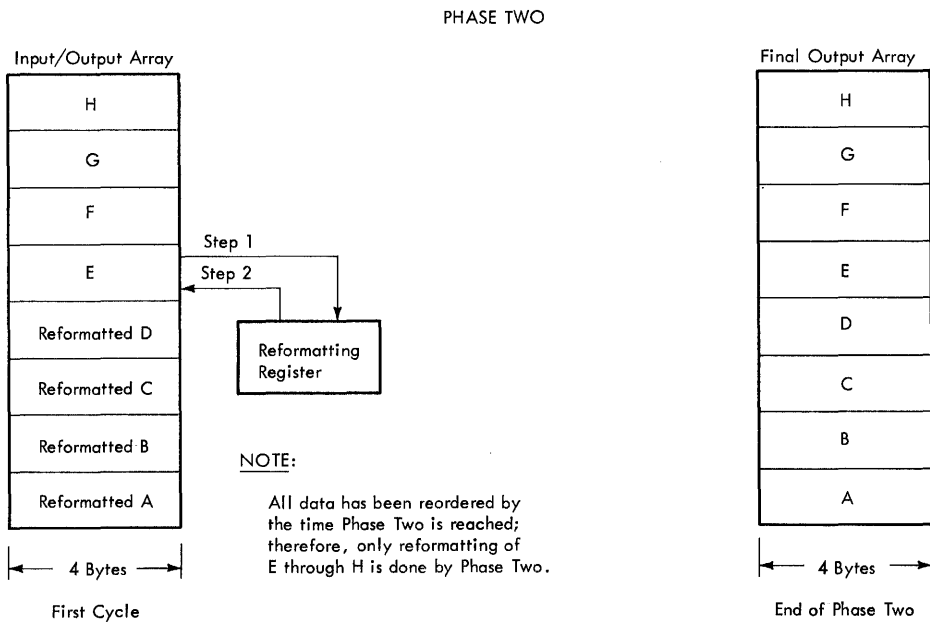 PHASE TWO
Input/Output Array
H
G
F
E
Reformatted D
Reformatted C
Reformatted B
Reformatted A
4 Bytes
First Cycle
Step 1
Step 2
Reformatting
Register
NOTE:
All data has been reordered by
the time Phase Two is reached;
therefore, only reformatting of
E through H is done by Phase Two.
Final Output Array
H
G
F
E
D
C
B
A
4 Bytes
End of Phase Two